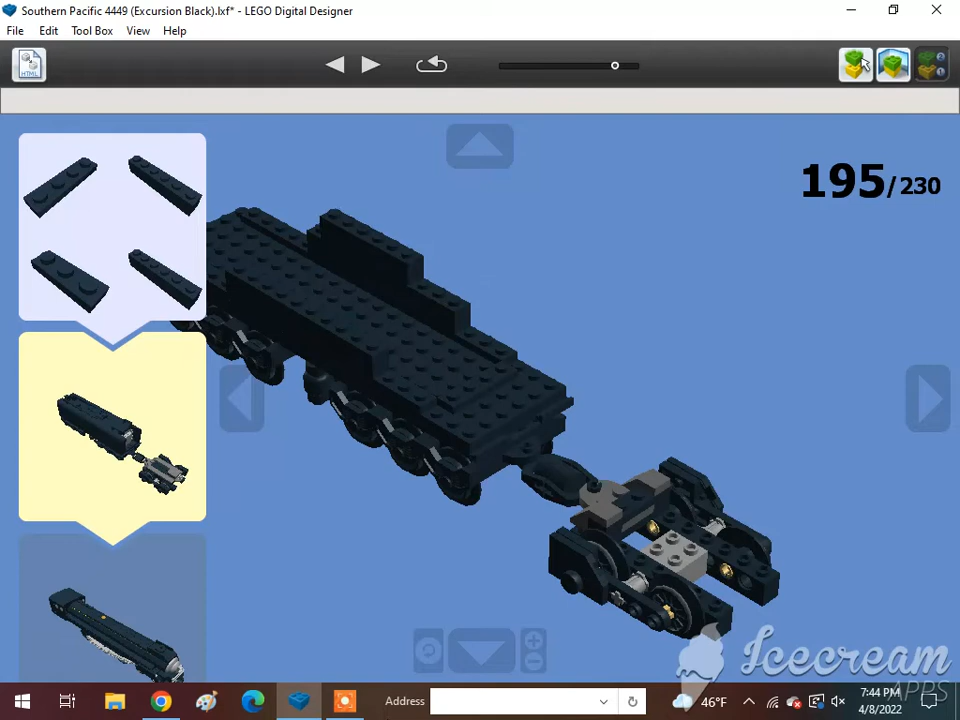 Southern Pacific 4449 (Excursion Black).lxf* - LEGO Digital Designer
File Edit Tool Box View Help
HTML
195/230
Icecream
APPS
Address
46°F
7:44 PM
4/8/2022